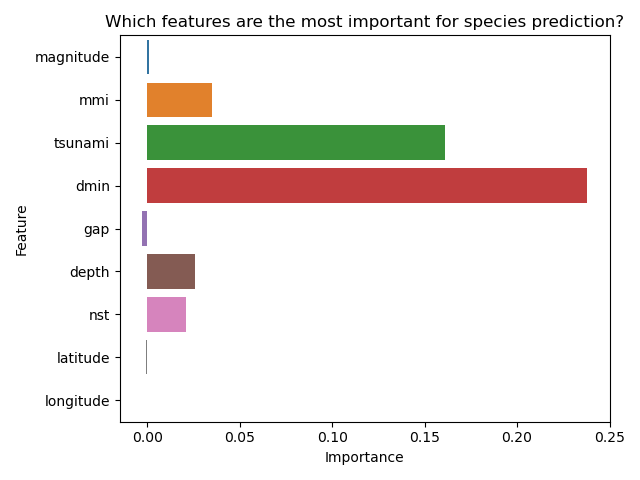 Which features are the most important for species prediction?
magnitude
mmi
tsunami
dmin
gap
depth
nst
latitude
longitude
Feature
0.00 0.05 0.10 0.15 0.20 0.25
Importance